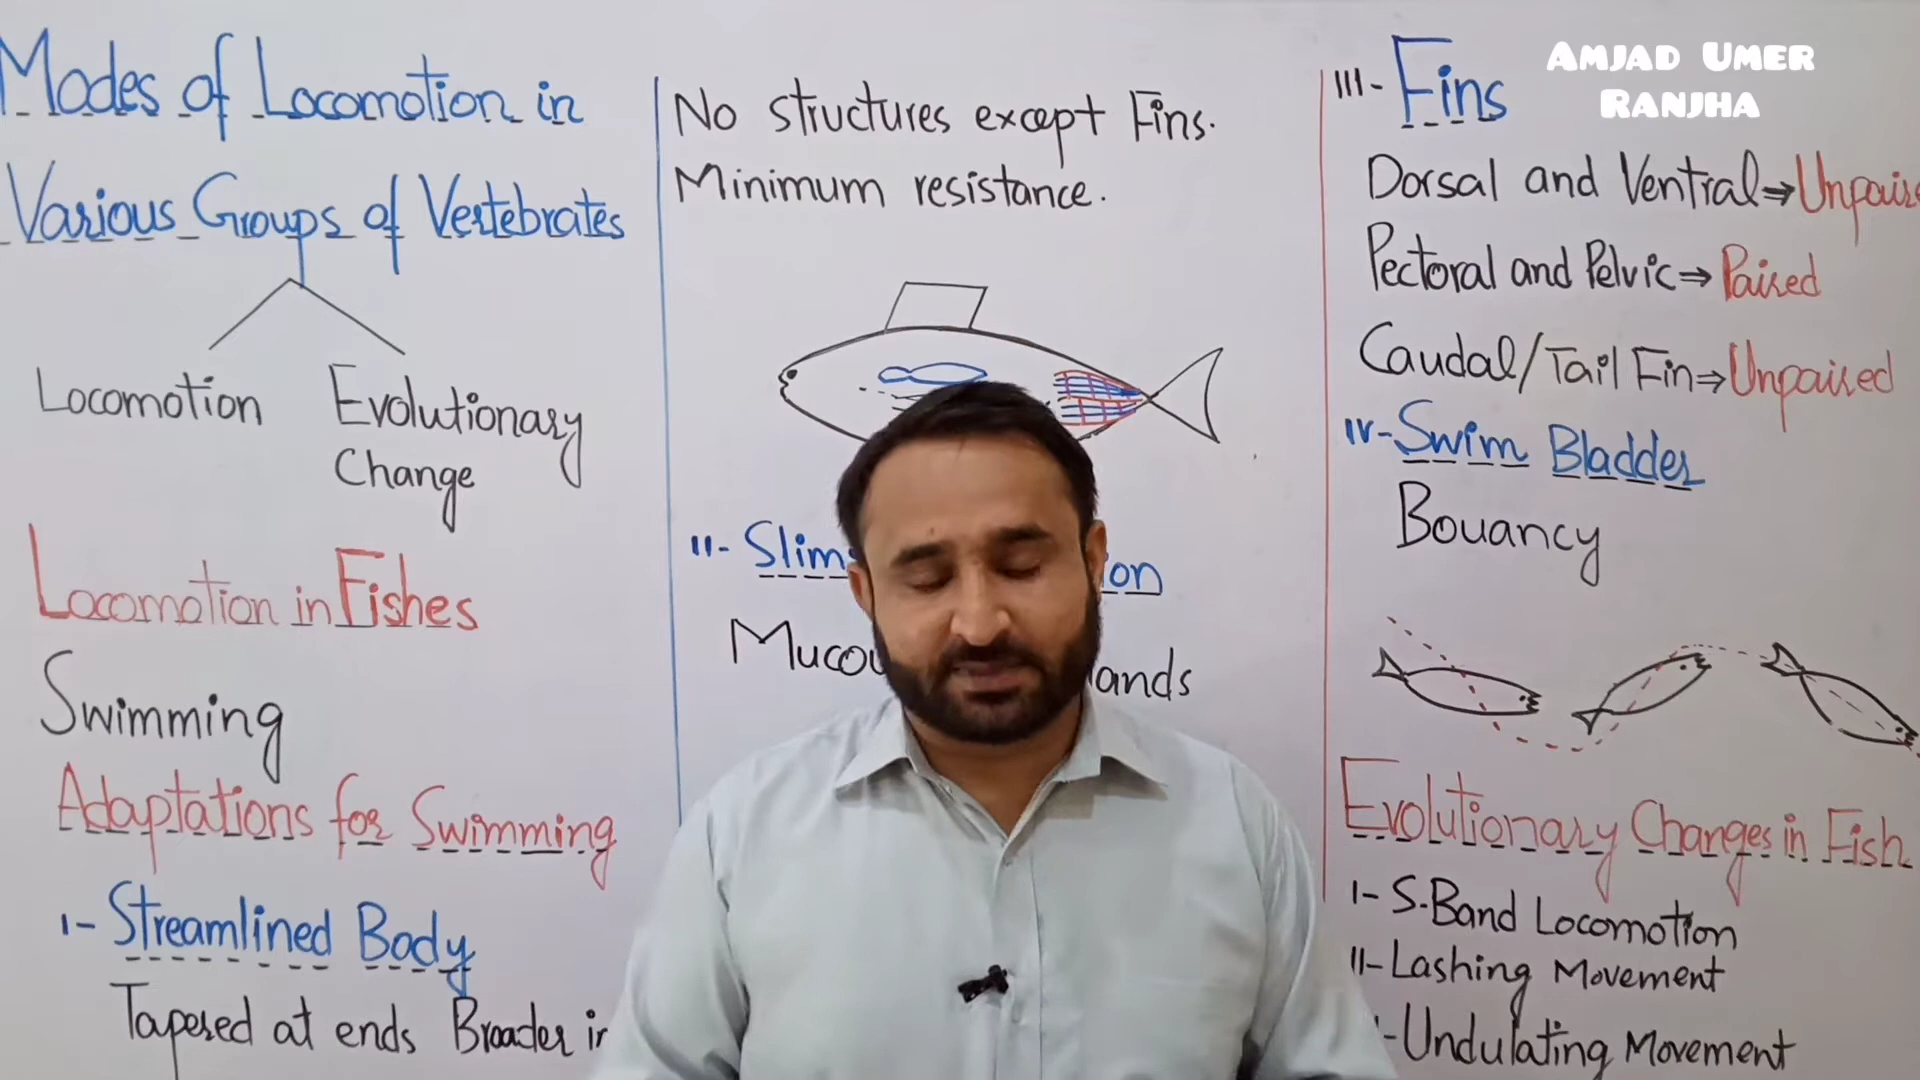 Modes of Locomotion in
Various Groups of Vertebrates
Locomotion
Evolutionary
Change
Locomotion in Fishes
Swimming
Adaptations for Swimming
I- Streamlined Body
Tapered at ends Broader in
No structures except Fins.
Minimum resistance.
II- Slim on
Mucou ands
AMJAD UMER
RANJHA
III- Fins
Dorsal and Ventral⇒Unpaire
Pectoral and Pelvic⇒Paired
Caudal/Tail Fin⇒Unpaired
IV- Swim Bladder
Bouancy
Evolutionary Changes in Fish
I- S.Band Locomotion
II- Lashing Movement
-Undulating Movement